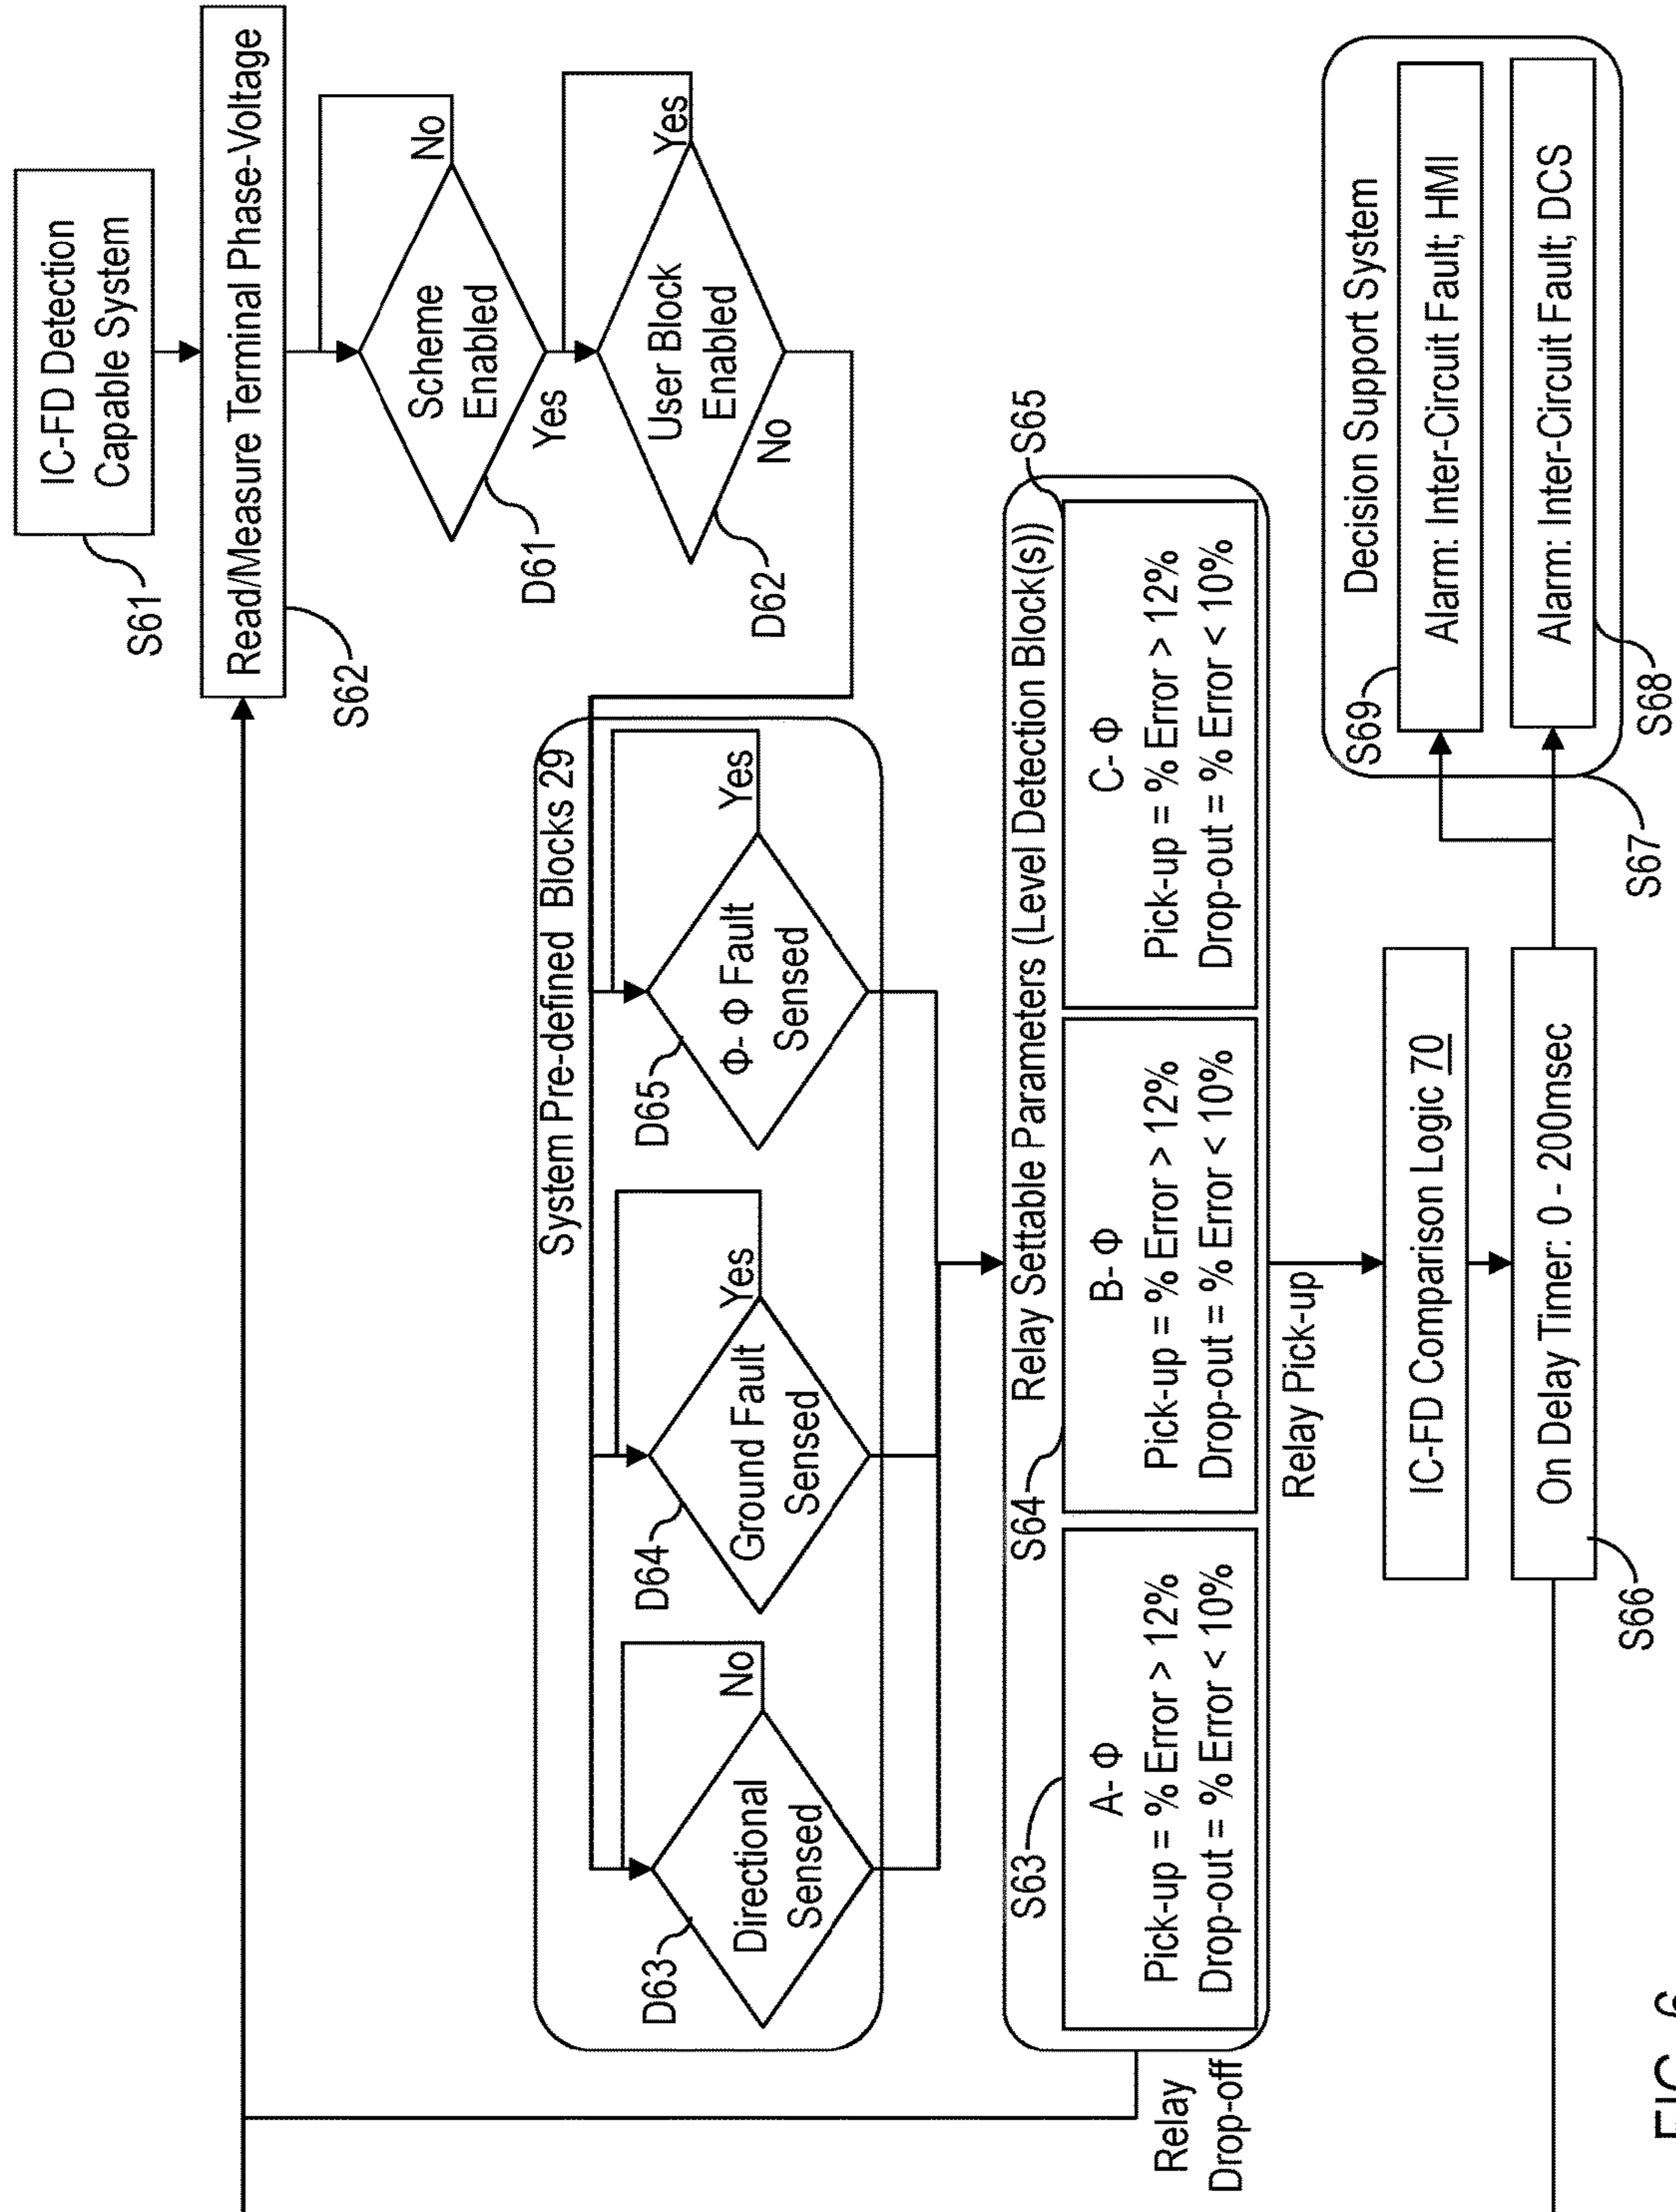 IC-FD Detection
Capable System
S61
Read/Measure Terminal Phase-Voltage
S62
Scheme
Enabled
No
Yes
D61
User Block
Enabled
Yes
No
D62
System Pre-defined Blocks 29
Directional
Sensed
No
D63
Ground Fault
Sensed
Yes
D64
Φ- Φ Fault
Sensed
Yes
D65
Relay Settable Parameters (Level Detection Block(s))
S63
A- Φ
Pick-up = % Error > 12%
Drop-out = % Error < 10%
S64
B- Φ
Pick-up = % Error > 12%
Drop-out = % Error < 10%
S65
C- Φ
Pick-up = % Error > 12%
Drop-out = % Error < 10%
Relay
Drop-off
Relay Pick-up
IC-FD Comparison Logic 70
On Delay Timer: 0 - 200msec
S66
Decision Support System
S69
Alarm: Inter-Circuit Fault; HMI
Alarm: Inter-Circuit Fault; DCS
S68
S67
FIG. 6